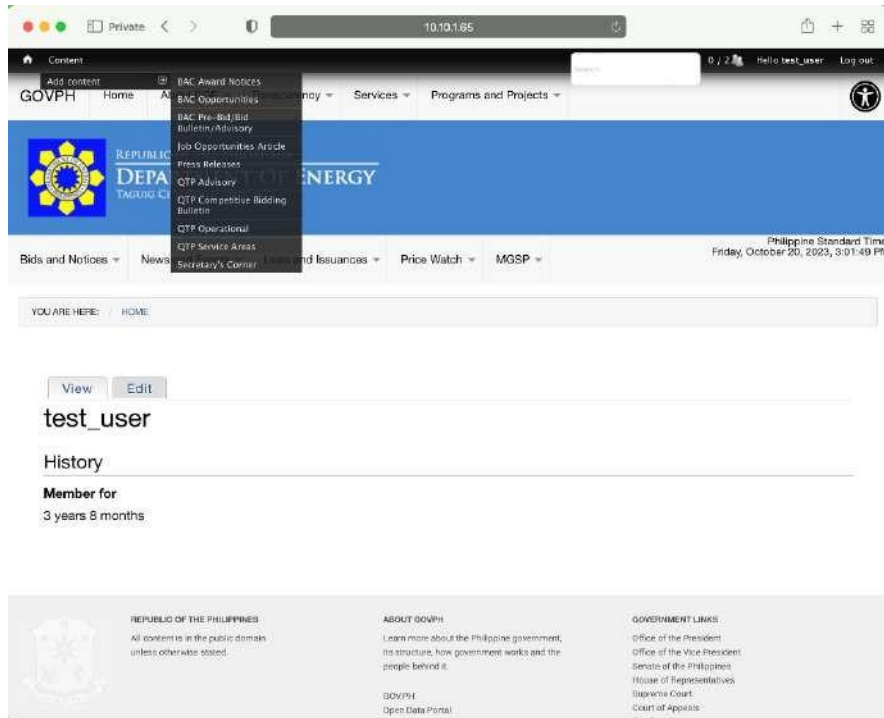 Private
10.10.1.65
Content
0 / 2
Hello test_user
Log out
Add content
BAC Award Notices
BAC Opportunities
BAC Pre-Bid/Bid
Bulletin/Advisory
Job Opportunities Article
Press Releases
QTP Advisory
QTP Competitive Bidding
Bulletin
QTP Operational
QTP Service Areas
Secretary's Corner
GOVPH
Home
Services
Programs and Projects
ENERGY
Bids and Notices
Issuances
Price Watch
MGSP
Philippine Standard Time
Friday, October 20, 2023, 3:01:49 PM
YOU ARE HERE: / HOME
View
Edit
test_user
History
Member for
3 years 8 months
REPUBLIC OF THE PHILIPPINES
All content is in the public domain
unless otherwise stated.
ABOUT GOVPH
Learn more about the Philippine government,
its structure, how government works and the
people behind it.
GOV.PH
Open Data Portal
GOVERNMENT LINKS
Office of the President
Office of the Vice President
Senate of the Philippines
House of Representatives
Supreme Court
Court of Appeals